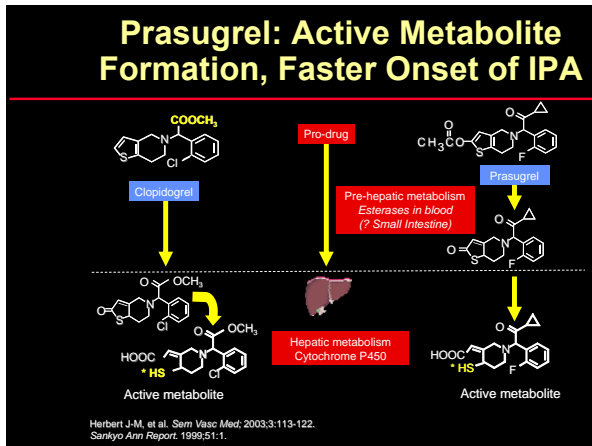 Prasugrel: Active Metabolite
Formation, Faster Onset of IPA
COOCH3
N
S
Cl
Clopidogrel
Pro-drug
Pre-hepatic metabolism
Esterases in blood
(? Small Intestine)
O
O
CH3C
O
S
N
F
Prasugrel
O
N
O
S
F
O
OCH3
N
O
S
Cl
O
OCH3
HOOC
N
* HS
Cl
Active metabolite
Hepatic metabolism
Cytochrome P450
O
HOOC
N
* HS
F
Active metabolite
Herbert J-M, et al. Sem Vasc Med; 2003;3:113-122.
Sankyo Ann Report. 1999;51:1.